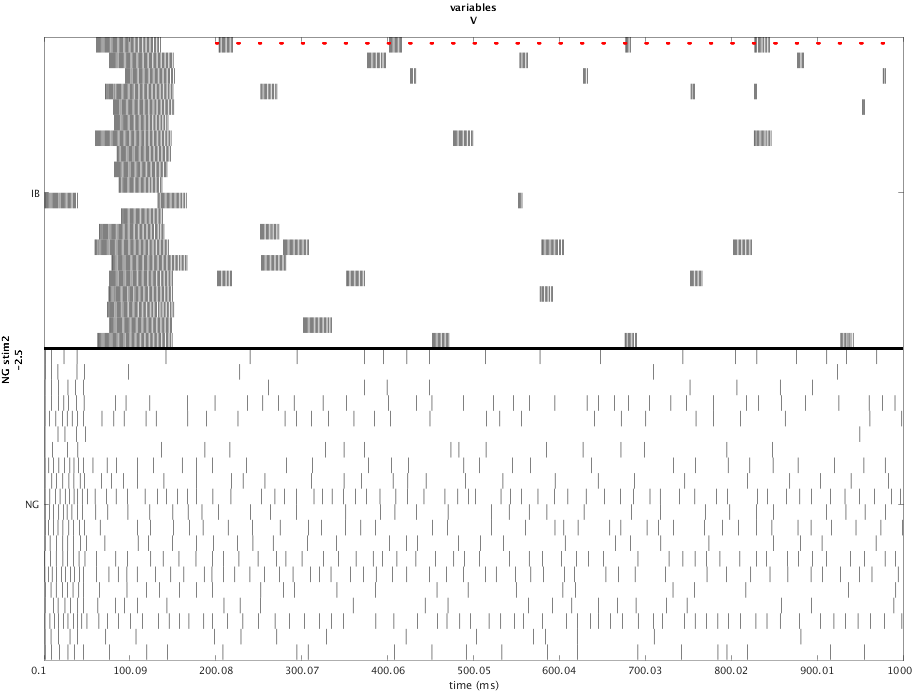 variables
V
IB
NG stim2
-2.5
NG
0.1
100.09
200.08
300.07
400.06
500.05
600.04
700.03
800.02
900.01
1000
time (ms)